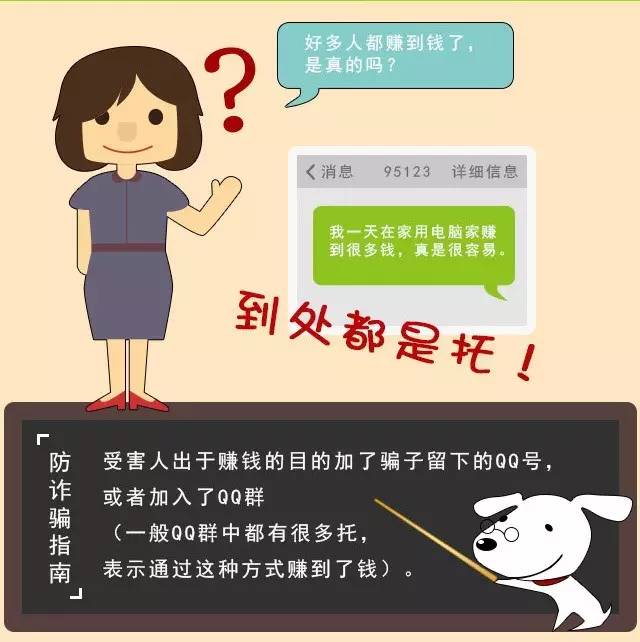 好多人都赚到钱了，
是真的吗？
?
消息 95123 详细信息
我一天在家用电脑家赚
到很多钱，真是很容易。
到处都是托！
防诈骗指南
受害人出于赚钱的目的加了骗子留下的QQ号，
或者加入了QQ群
（一般QQ群中都有很多托，
表示通过这种方式赚到了钱）。